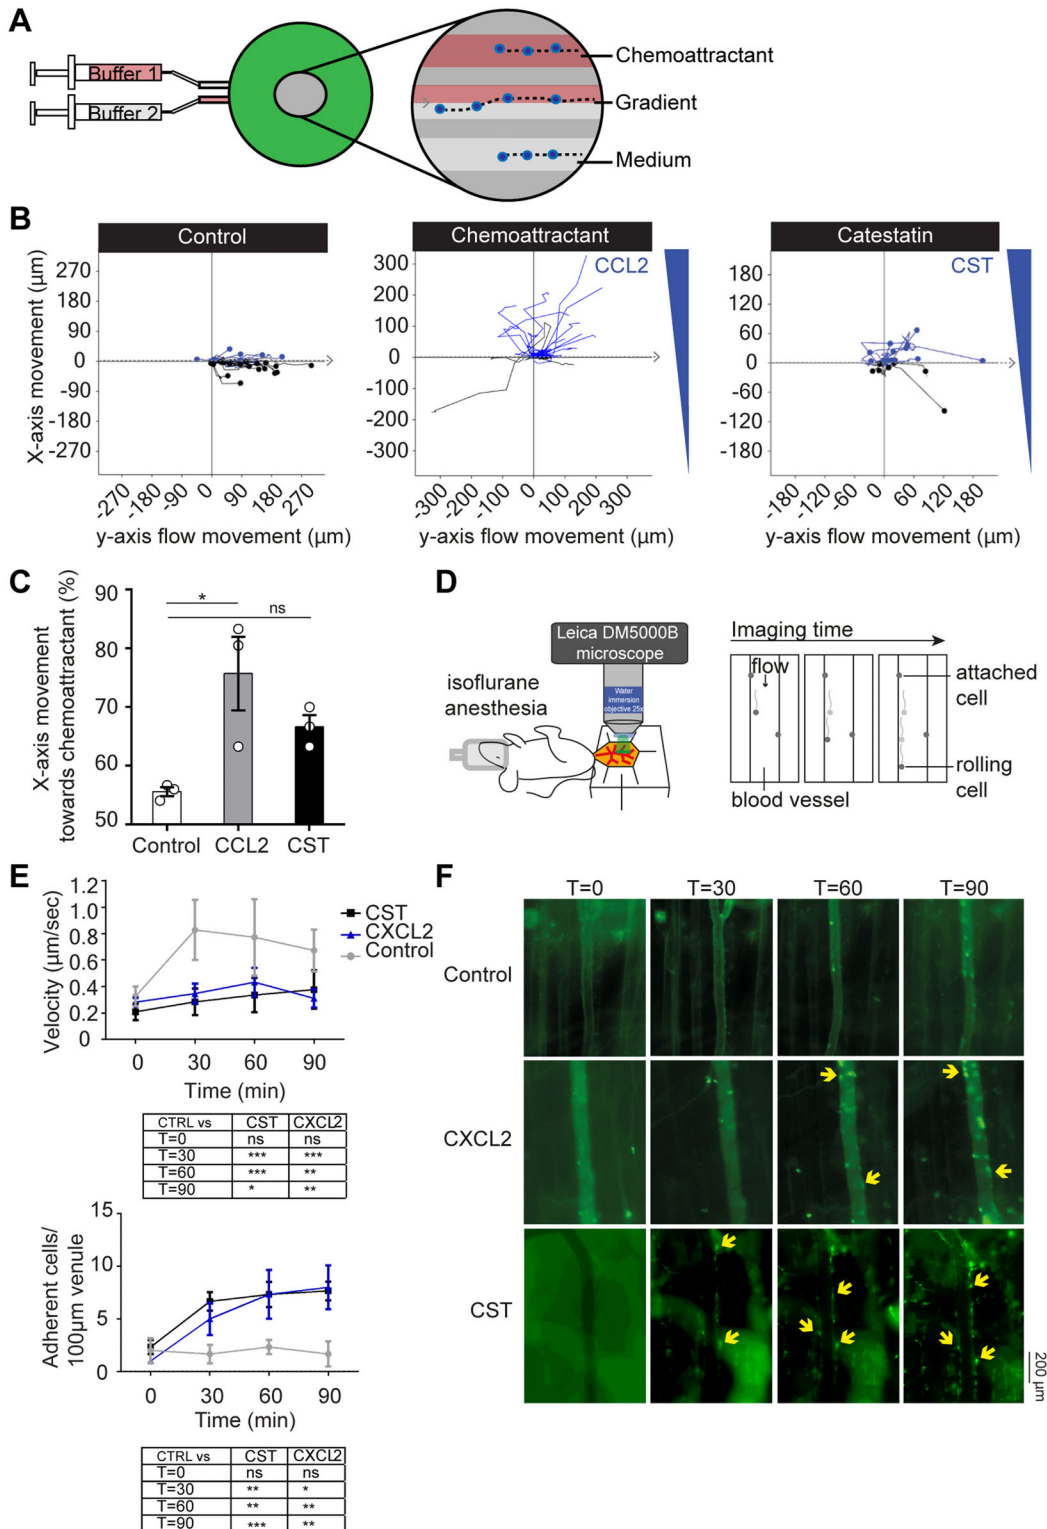 A
Buffer 1
Buffer 2
Chemoattractant
Gradient
Medium
B
Control
Chemoattractant
Catestatin
X-axis movement (µm)
270
180
90
0
-90
-180
-270
-270
-180
-90
0
90
180
270
y-axis flow movement (µm)
CCL2
300
200
100
0
-100
-200
-300
-300
-200
-100
0
100
200
300
y-axis flow movement (µm)
CST
180
120
60
0
-60
-120
-180
-180
-120
-60
0
60
120
180
y-axis flow movement (µm)
C
X-axis movement
towards chemoattractant (%)
90
80
70
60
50
*
ns
Control CCL2 CST
D
Leica DM5000B
microscope
Water
immersion
objective 25x
isoflurane
anesthesia
Imaging time
flow
attached
cell
rolling
cell
blood vessel
E
Velocity (µm/sec)
1.2
1.0
0.8
0.6
0.4
0.2
0
0 30 60 90
Time (min)
CST
CXCL2
Control
CTRL vs CST CXCL2
T=0 ns ns
T=30 *** ***
T=60 *** **
T=90 * **
Adherent cells/
100µm venule
15
10
5
0
0 30 60 90
Time (min)
CTRL vs CST CXCL2
T=0 ns ns
T=30 ** *
T=60 ** **
T=90 *** **
F
T=0 T=30 T=60 T=90
Control
CXCL2
CST
200 µm